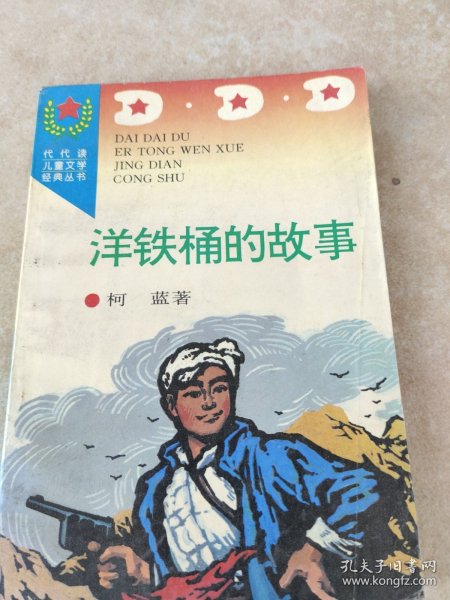 D·D·D
DAI DAI DU
ER TONG WEN XUE
JING DIAN
CONG SHU
代代读
儿童文学
经典丛书
洋铁桶的故事
柯 蓝著
孔夫子旧书网
www.kongfz.com